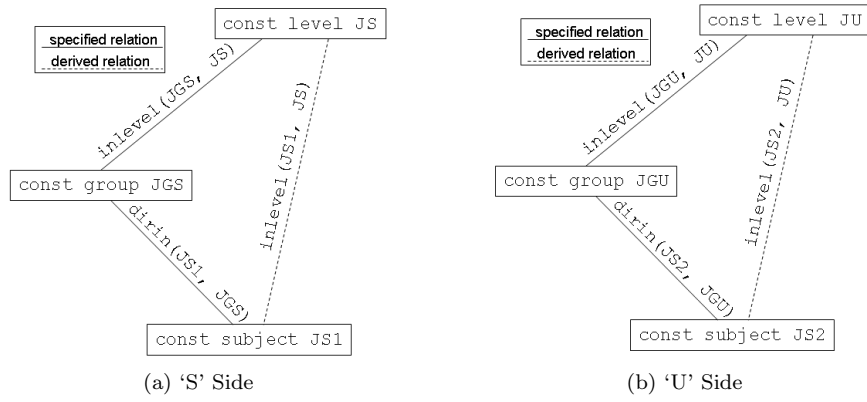 specified relation
derived relation
const level JS
inlevel(JGS, JS)
inlevel(JS1, JS)
const group JGS
dirin(JS1, JGS)
const subject JS1
(a) ‘S’ Side
specified relation
derived relation
const level JU
inlevel(JGU, JU)
inlevel(JS2, JU)
const group JGU
dirin(JS2, JGU)
const subject JS2
(b) ‘U’ Side